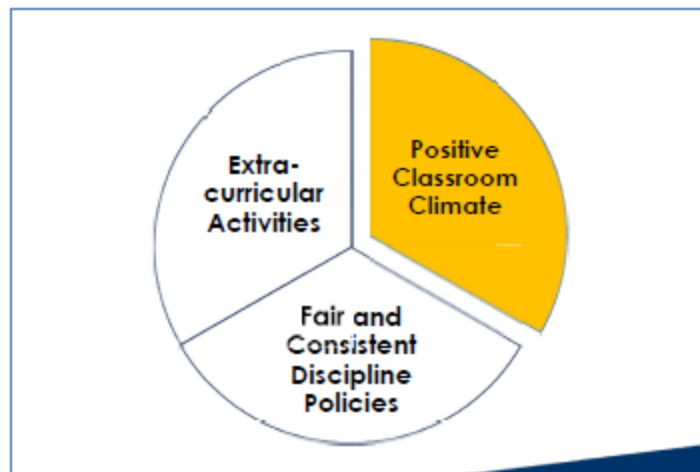 Extra-
curricular
Activities
Positive
Classroom
Climate
Fair and
Consistent
Discipline
Policies